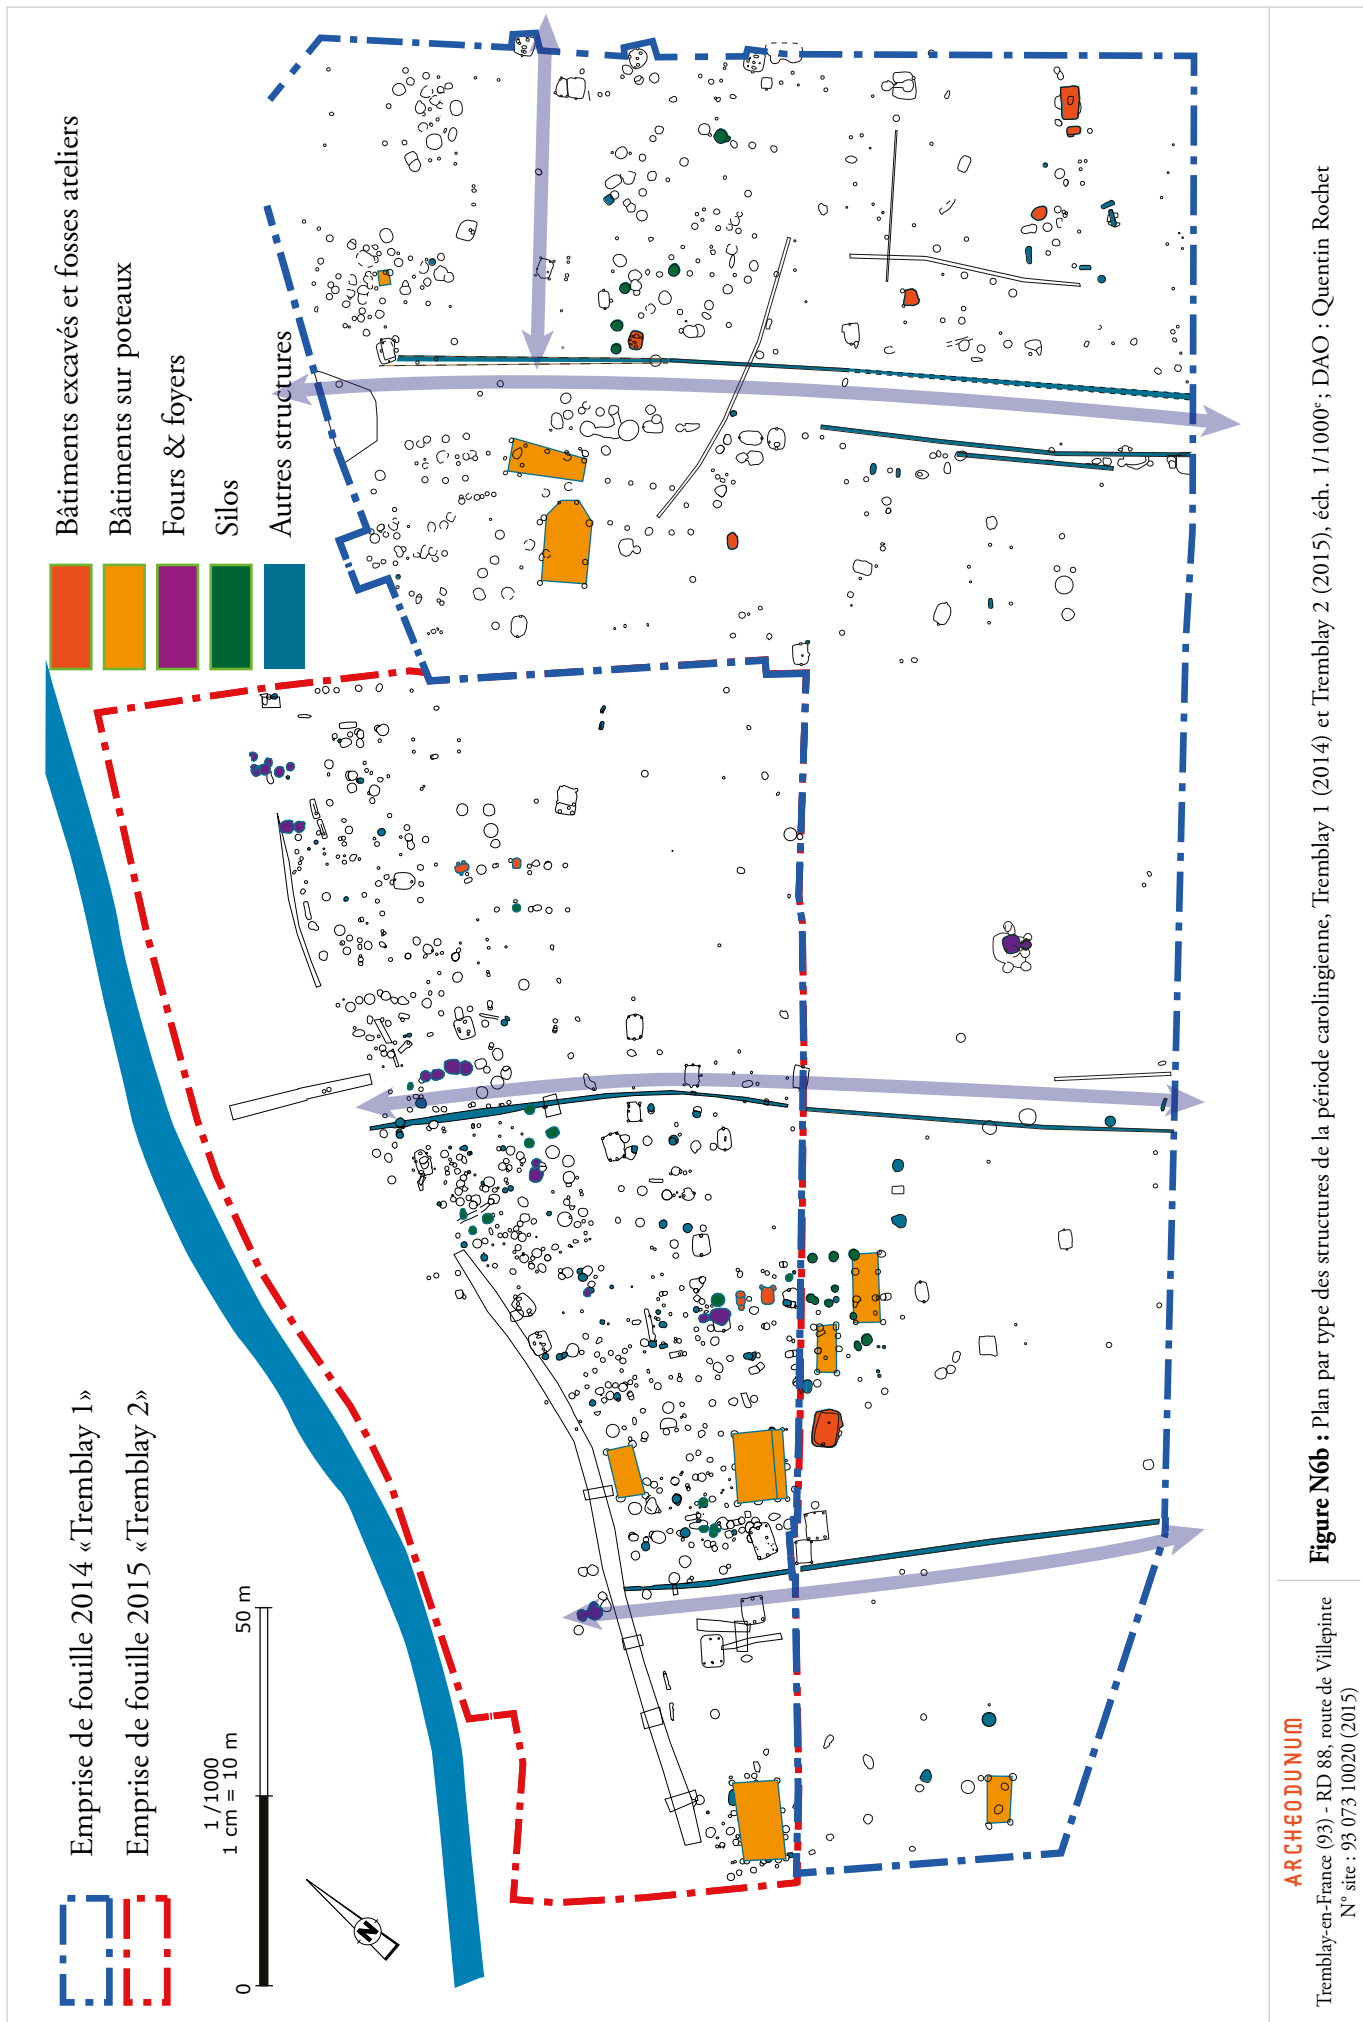 Emprise de fouille 2014 «Tremblay 1»
Emprise de fouille 2015 «Tremblay 2»
Bâtiments excavés et fosses ateliers
Bâtiments sur poteaux
Fours & foyers
Silos
Autres structures
1 /1000
1 cm = 10 m
0
50 m
N
ARCHEODUNUM
Tremblay-en-France (93) - RD 88, route de Villepinte
N° site : 93 073 10020 (2015)
Figure N6b : Plan par type des structures de la période carolingienne, Tremblay 1 (2014) et Tremblay 2 (2015), éch. 1/1000e ; DAO : Quentin Rochet